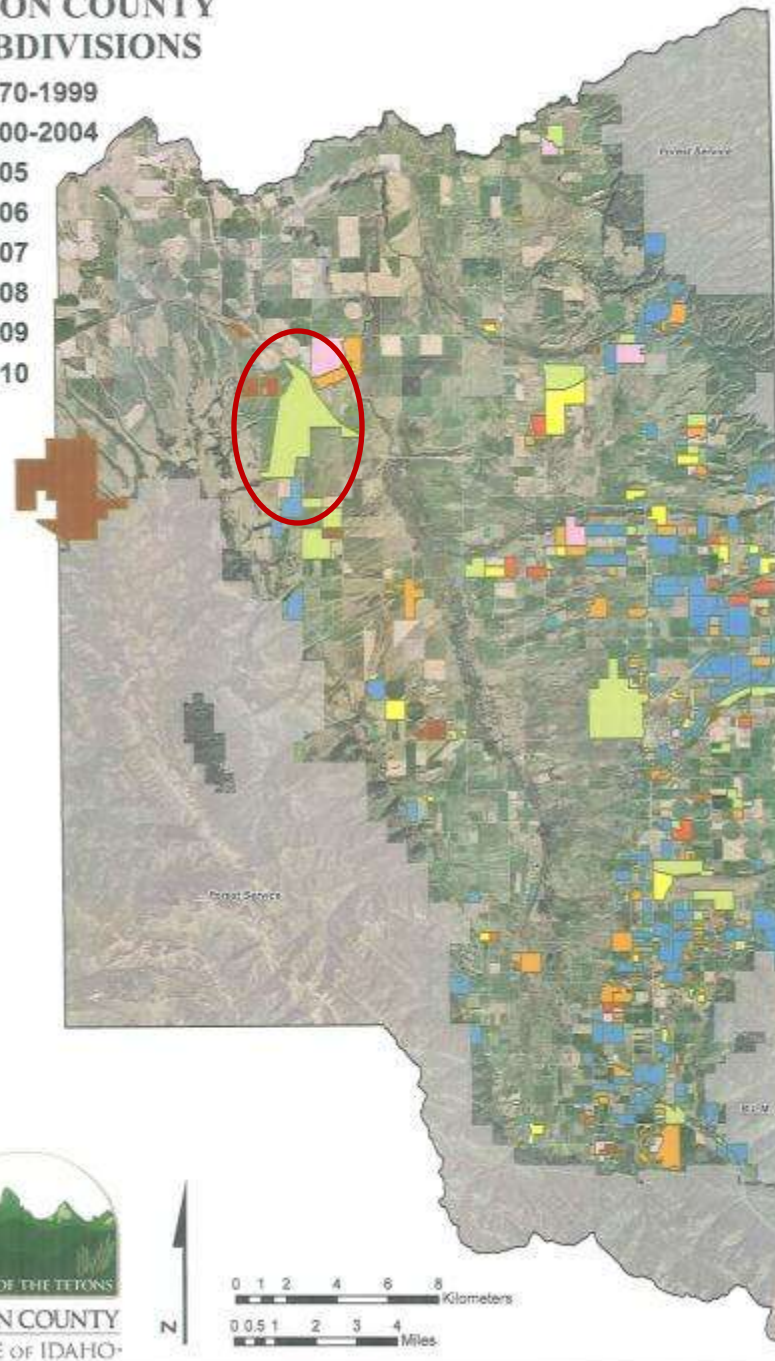 ON COUNTY
BDIVISIONS
70-1999
00-2004
05
06
07
08
09
10
Forest Service
Forest Service
OF THE TETONS
N COUNTY
E OF IDAHO·
N
0 1 2 4 6 8 Kilometers
0 0.5 1 2 3 4 Miles